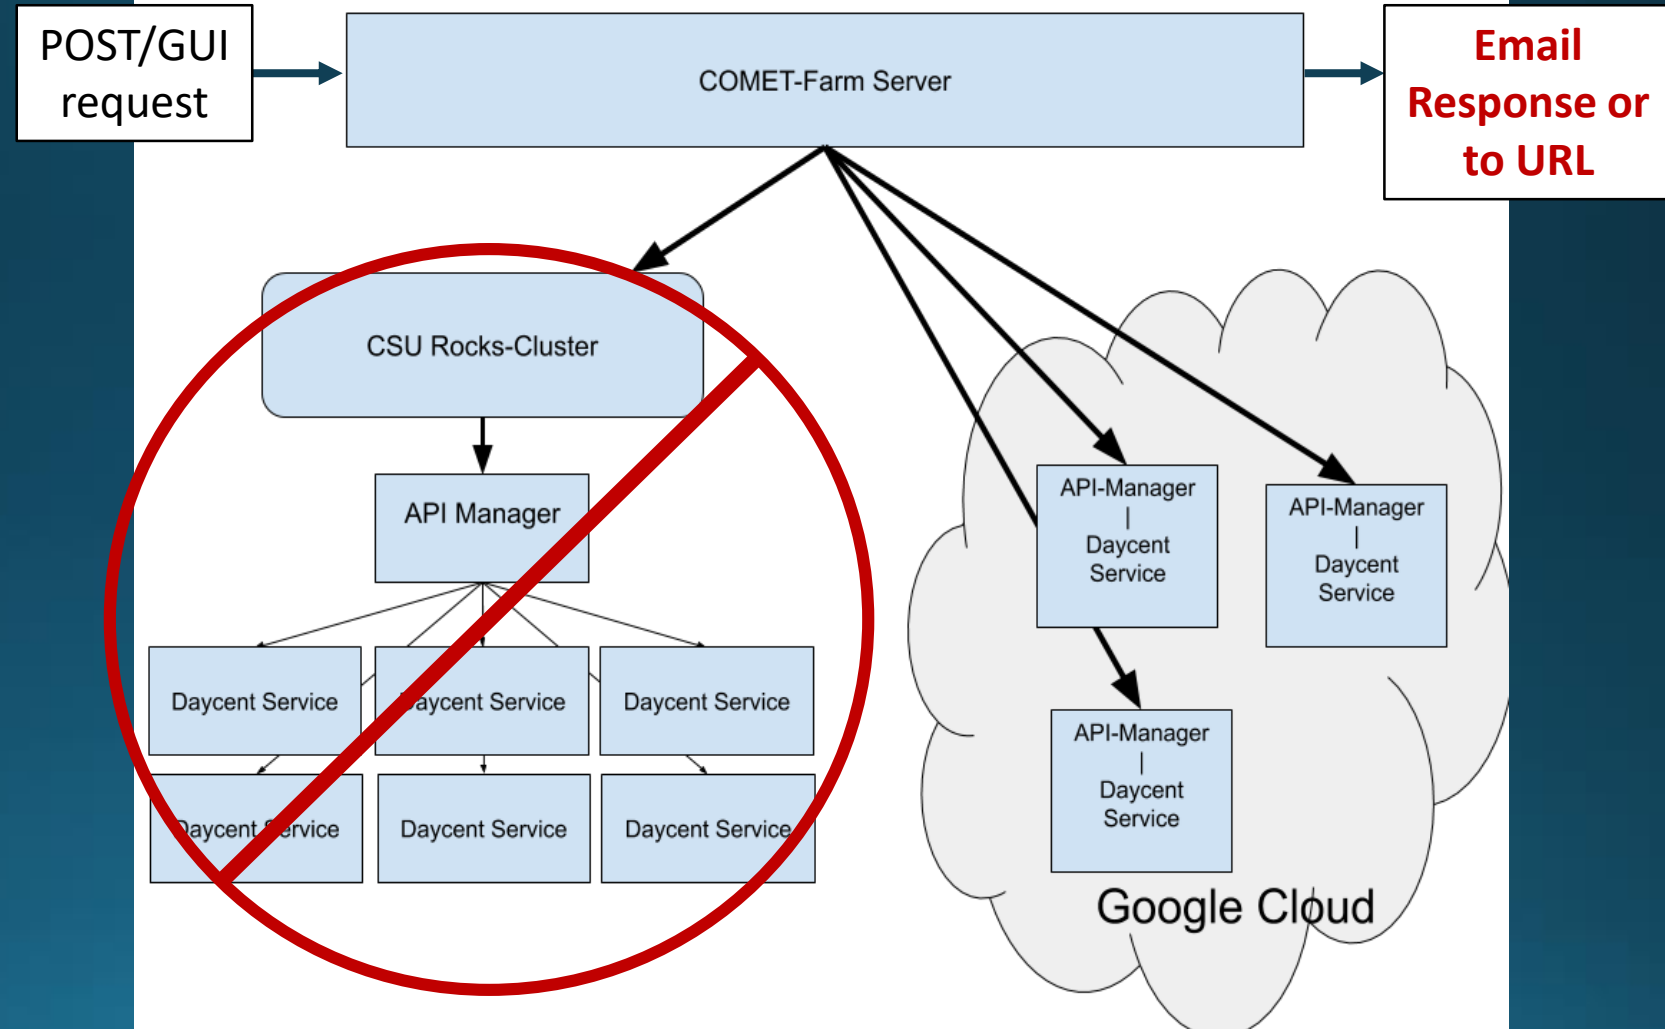 POST/GUI
request
COMET-Farm Server
Email
Response or
to URL
CSU Rocks-Cluster
API Manager
Daycent Service
Daycent Service
Daycent Service
Daycent Service
Daycent Service
Daycent Service
API-Manager
|
Daycent
Service
API-Manager
|
Daycent
Service
API-Manager
|
Daycent
Service
Google Cloud